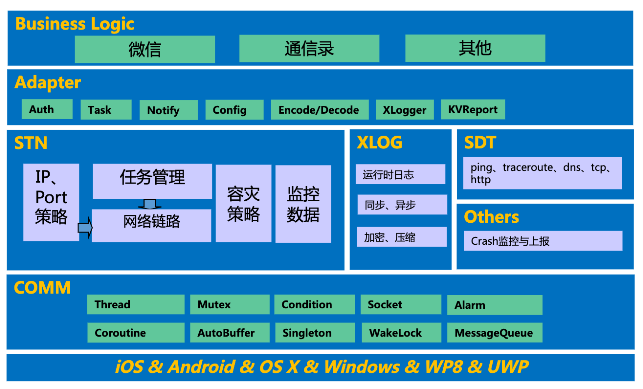 Business Logic
微信
通信录
其他
Adapter
Auth
Task
Notify
Config
Encode/Decode
XLogger
KVReport
STN
IP、
Port
策略
任务管理
网络链路
容灾
策略
监控
数据
XLOG
运行时日志
同步、异步
加密、压缩
SDT
ping、traceroute、dns、tcp、
http
Others
Crash监控与上报
COMM
Thread
Mutex
Condition
Socket
Alarm
Coroutine
AutoBuffer
Singleton
WakeLock
MessageQueue
iOS & Android & OS X & Windows & WP8 & UWP